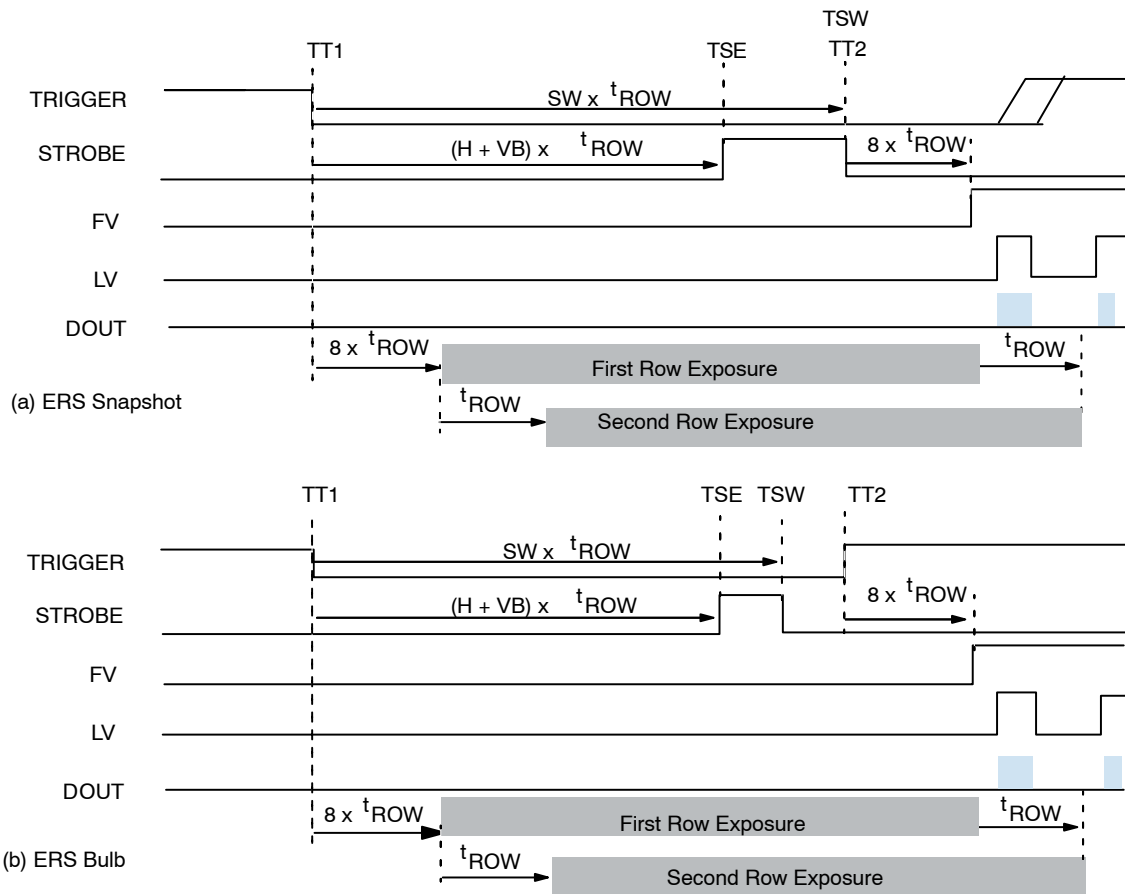 TSW
TT1
TSE
TT2
TRIGGER
SW x tROW
STROBE
(H + VB) x tROW
8 x tROW
FV
LV
DOUT
8 x tROW
First Row Exposure
tROW
(a) ERS Snapshot
tROW
Second Row Exposure
TT1
TSE
TSW
TT2
TRIGGER
SW x tROW
STROBE
(H + VB) x tROW
8 x tROW
FV
LV
DOUT
8 x tROW
First Row Exposure
tROW
(b) ERS Bulb
tROW
Second Row Exposure